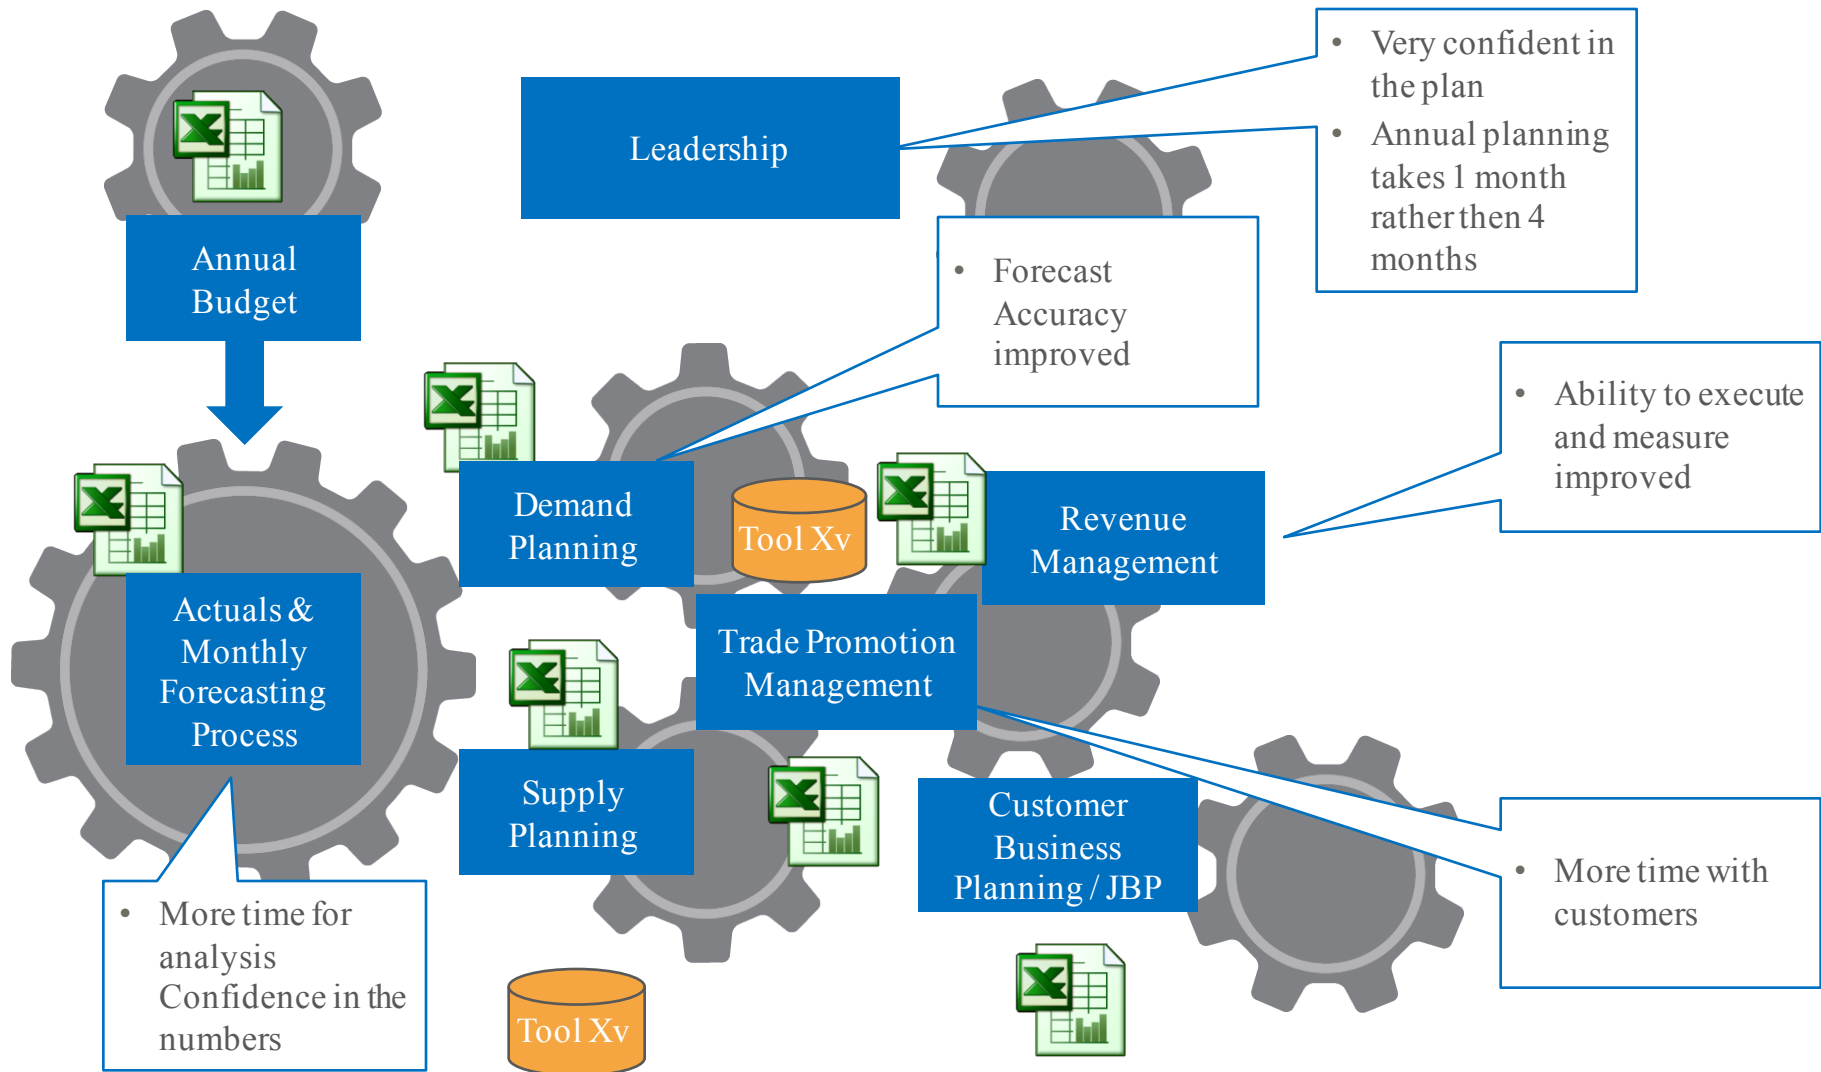 Leadership
• Very confident in
the plan
• Annual planning
takes 1 month
rather then 4
months
Annual
Budget
• Forecast
Accuracy
improved
• Ability to execute
and measure
improved
Demand
Planning
Tool Xv
Revenue
Management
Actuals &
Monthly
Forecasting
Process
Trade Promotion
Management
Supply
Planning
Customer
Business
Planning / JBP
• More time with
customers
• More time for
analysis
Confidence in the
numbers
Tool Xv